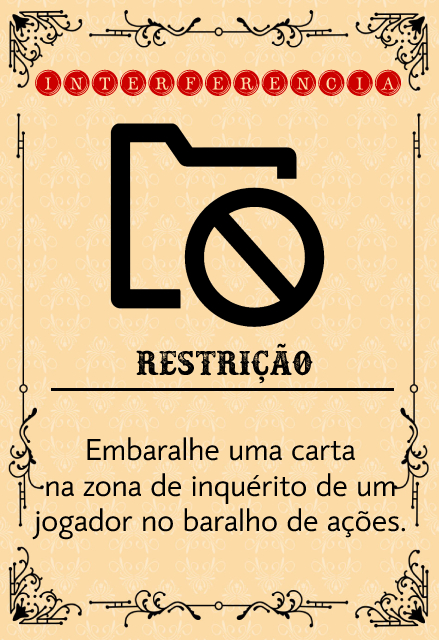 INTERFERENCIA
RESTRIÇÃO
Embaralhe uma carta
na zona de inquérito de um
jogador no baralho de ações.